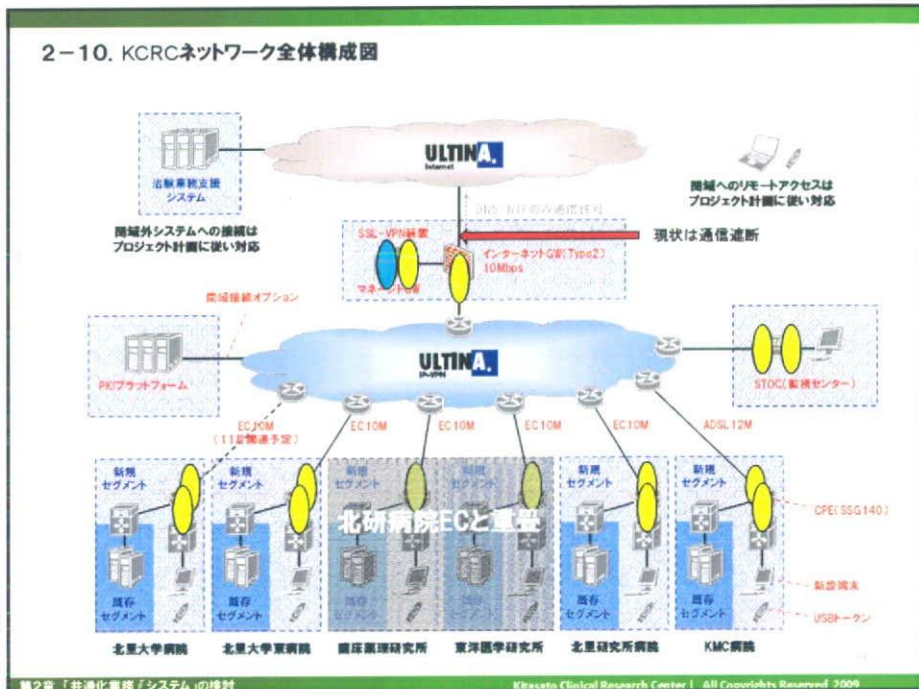 2-10. KCRCネットワーク全体構成図
ULTINA
Internet
治験業務支援
システム
閉域外システムへの接続は
プロジェクト計画に従い対応
閉域へのリモートアクセスは
プロジェクト計画に従い対応
のみ通信許可
SSL-VPN装置
現状は通信遮断
インターネットGW(Type2)
10Mbps
マネージドGW
閉域接続オプション
PKIプラットフォーム
ULTINA
IP-VPN
STOC(監視センター)
EC10M
(11月開通予定)
EC10M
EC10M
EC10M
EC10M
ADSL12M
新規
セグメント
新規
セグメント
新規
セグメント
新規
セグメント
新規
セグメント
新規
セグメント
北研病院ECと重畳
CPE(SSG140)
新設端末
USBトークン
既存
セグメント
既存
セグメント
既存
セグメント
既存
セグメント
既存
セグメント
既存
セグメント
北里大学病院
北里大学東病院
臨床薬理研究所
東洋医学研究所
北里研究所病院
KMC病院
第2章 「共通化業務/システム」の検討
Kitasato Clinical Research Center | All Copyrights Reserved 2009